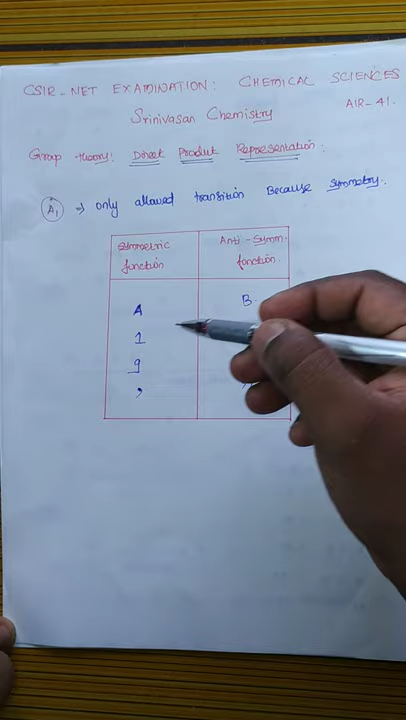 CSIR-NET EXAMINATION: CHEMICAL SCIENCES
Srinivasan Chemistry AIR-41.
Group theory: Direct Product Representation:
A1 → only allowed transition Because symmetry.
Symmetric function Anti-symm. function.
A B.
1
g
'